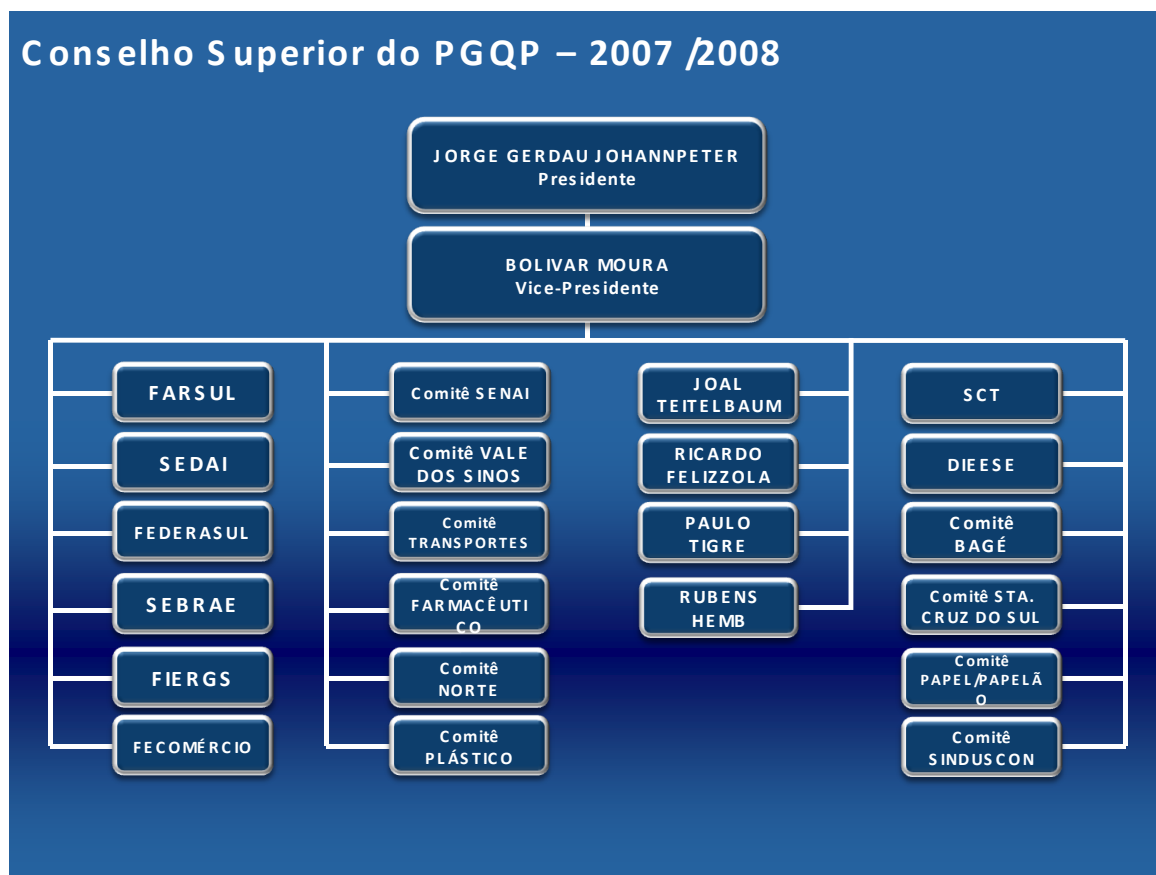 Conselho Superior do PGQP – 2007 /2008
JORGE GERDAU JOHANNPETER
Presidente
BOLIVAR MOURA
Vice-Presidente
FARSUL
SEDAI
FEDERASUL
SEBRAE
FIERGS
FECOMÉRCIO
Comitê SENAI
Comitê VALE
DOS SINOS
Comitê
TRANSPORTES
Comitê
FARMACÊUTI
CO
Comitê
NORTE
Comitê
PLÁSTICO
JOAL
TEITELBAUM
RICARDO
FELIZZOLA
PAULO
TIGRE
RUBENS
HEMB
SCT
DIEESE
Comitê
BAGÉ
Comitê STA.
CRUZ DO SUL
Comitê
PAPEL/PAPELÃ
O
Comitê
SINDUSCON